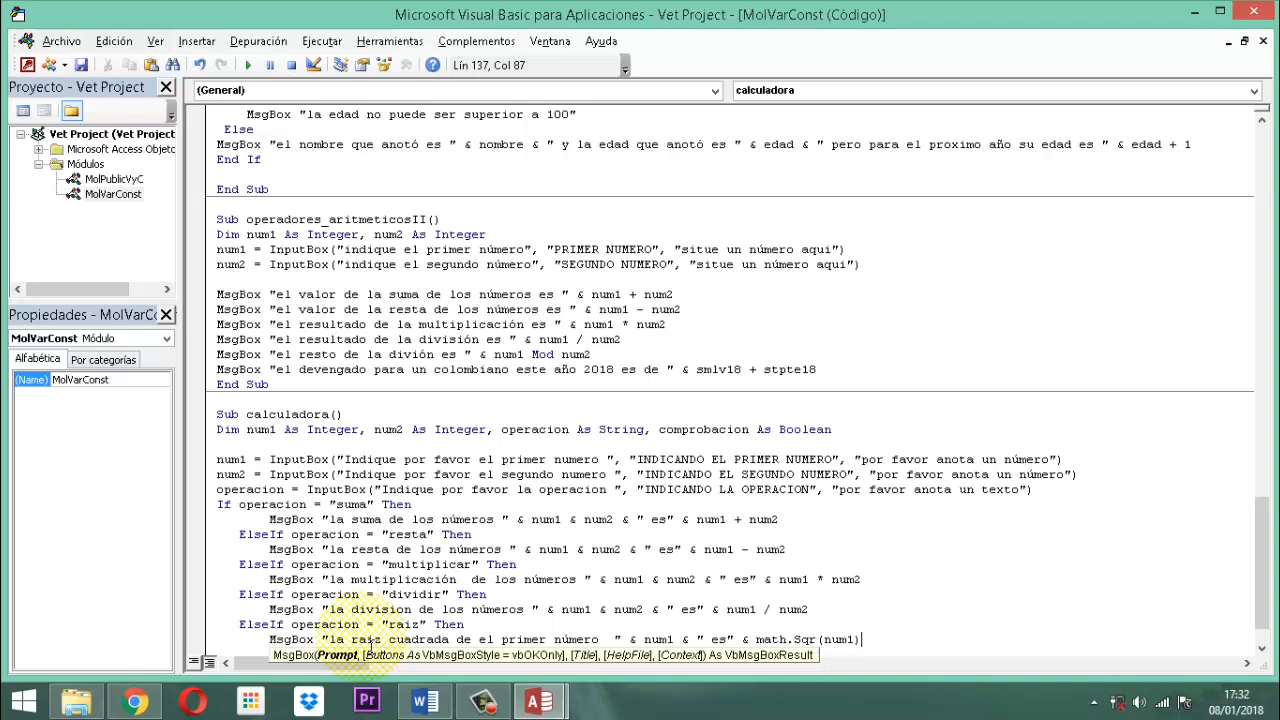 Microsoft Visual Basic para Aplicaciones - Vet Project - [MolVarConst (Código)]
Archivo Edición Ver Insertar Depuración Ejecutar Herramientas Complementos Ventana Ayuda
Lín 137, Col 87
Proyecto - Vet Project
Vet Project (Vet Project
Microsoft Access Objeto
Módulos
MolPublicVyC
MolVarConst
Propiedades - MolVarCo
MolVarConst Módulo
Alfabética Por categorías
(Name) MolVarConst
(General) calculadora
MsgBox "la edad no puede ser superior a 100"
Else
MsgBox "el nombre que anotó es " & nombre & " y la edad que anotó es " & edad & " pero para el proximo año su edad es " & edad + 1
End If
End Sub
Sub operadores_aritmeticosII()
Dim num1 As Integer, num2 As Integer
num1 = InputBox("indique el primer número", "PRIMER NUMERO", "situe un número aqui")
num2 = InputBox("indique el segundo número", "SEGUNDO NUMERO", "situe un número aqui")
MsgBox "el valor de la suma de los números es " & num1 + num2
MsgBox "el valor de la resta de los números es " & num1 - num2
MsgBox "el resultado de la multiplicación es " & num1 * num2
MsgBox "el resultado de la división es " & num1 / num2
MsgBox "el resto de la divión es " & num1 Mod num2
MsgBox "el devengado para un colombiano este año 2018 es de " & smlv18 + stpte18
End Sub
Sub calculadora()
Dim num1 As Integer, num2 As Integer, operacion As String, comprobacion As Boolean
num1 = InputBox("Indique por favor el primer numero ", "INDICANDO EL PRIMER NUMERO", "por favor anota un número")
num2 = InputBox("Indique por favor el segundo numero ", "INDICANDO EL SEGUNDO NUMERO", "por favor anota un número")
operacion = InputBox("Indique por favor la operacion ", "INDICANDO LA OPERACION", "por favor anota un texto")
If operacion = "suma" Then
MsgBox "la suma de los números " & num1 & num2 & " es" & num1 + num2
ElseIf operacion = "resta" Then
MsgBox "la resta de los números " & num1 & num2 & " es" & num1 - num2
ElseIf operacion = "multiplicar" Then
MsgBox "la multiplicación  de los números " & num1 & num2 & " es" & num1 * num2
ElseIf operacion = "dividir" Then
MsgBox "la division de los números " & num1 & num2 & " es" & num1 / num2
ElseIf operacion = "raiz" Then
MsgBox "la raiz cuadrada de el primer número  " & num1 & " es" & math.Sqr(num1)
MsgBox(Prompt, [Buttons As VbMsgBoxStyle = vbOKOnly], [Title], [HelpFile], [Context]) As VbMsgBoxResult
Pr
17:32
08/01/2018